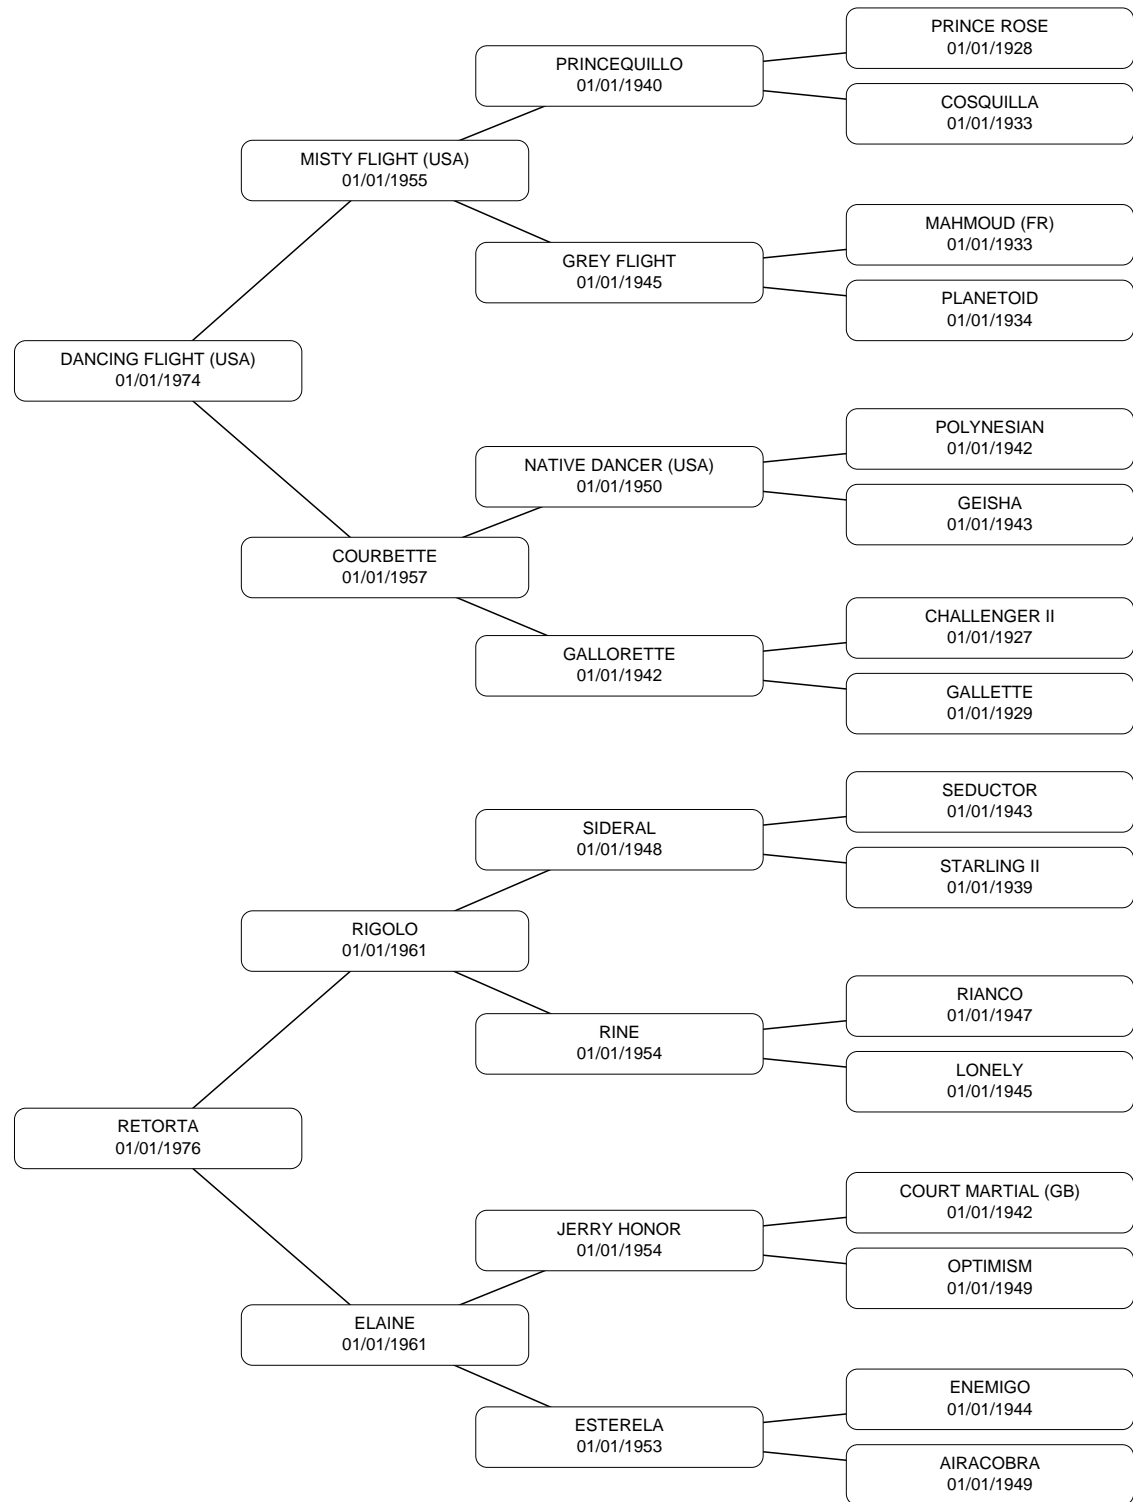 PRINCE ROSE
01/01/1928
PRINCEQUILLO
01/01/1940
COSQUILLA
01/01/1933
MISTY FLIGHT (USA)
01/01/1955
MAHMOUD (FR)
01/01/1933
GREY FLIGHT
01/01/1945
PLANETOID
01/01/1934
DANCING FLIGHT (USA)
01/01/1974
POLYNESIAN
01/01/1942
NATIVE DANCER (USA)
01/01/1950
GEISHA
01/01/1943
COURBETTE
01/01/1957
CHALLENGER II
01/01/1927
GALLORETTE
01/01/1942
GALLETTE
01/01/1929
SEDUCTOR
01/01/1943
SIDERAL
01/01/1948
STARLING II
01/01/1939
RIGOLO
01/01/1961
RIANCO
01/01/1947
RINE
01/01/1954
LONELY
01/01/1945
RETORTA
01/01/1976
COURT MARTIAL (GB)
01/01/1942
JERRY HONOR
01/01/1954
OPTIMISM
01/01/1949
ELAINE
01/01/1961
ENEMIGO
01/01/1944
ESTERELA
01/01/1953
AIRACOBRA
01/01/1949